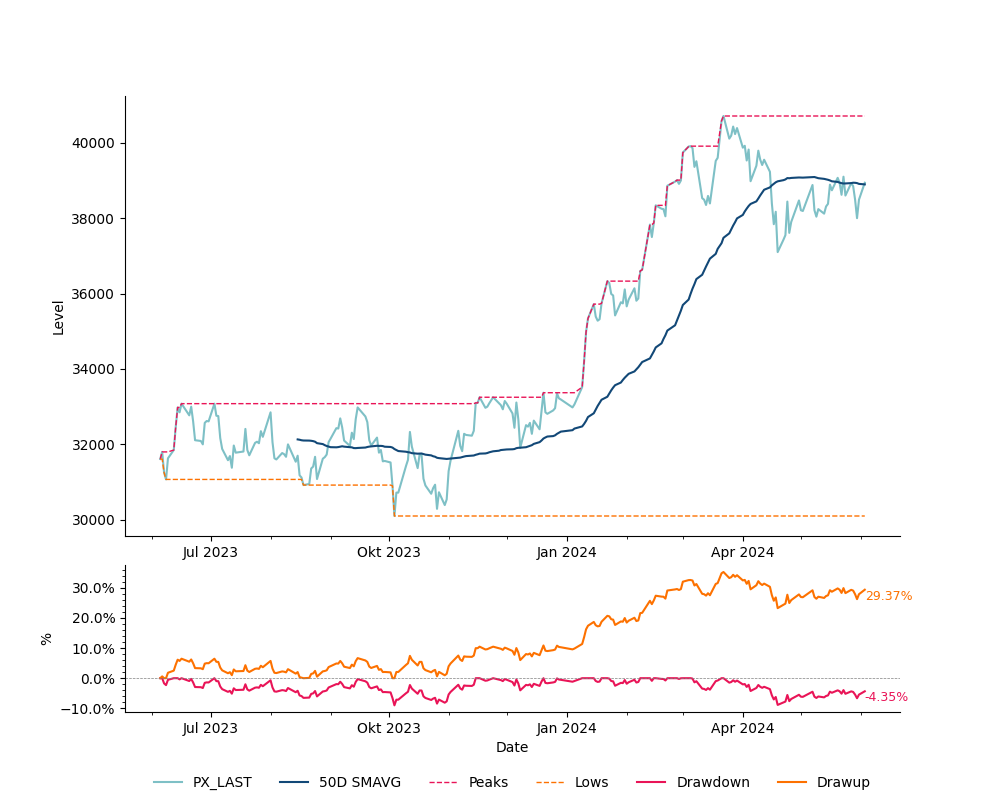 40000
38000
36000
34000
32000
30000
Level
Jul 2023
Okt 2023
Jan 2024
Apr 2024
30.0%
20.0%
10.0%
0.0%
−10.0%
%
29.37%
-4.35%
Jul 2023
Okt 2023
Jan 2024
Apr 2024
Date
PX_LAST
50D SMAVG
Peaks
Lows
Drawdown
Drawup